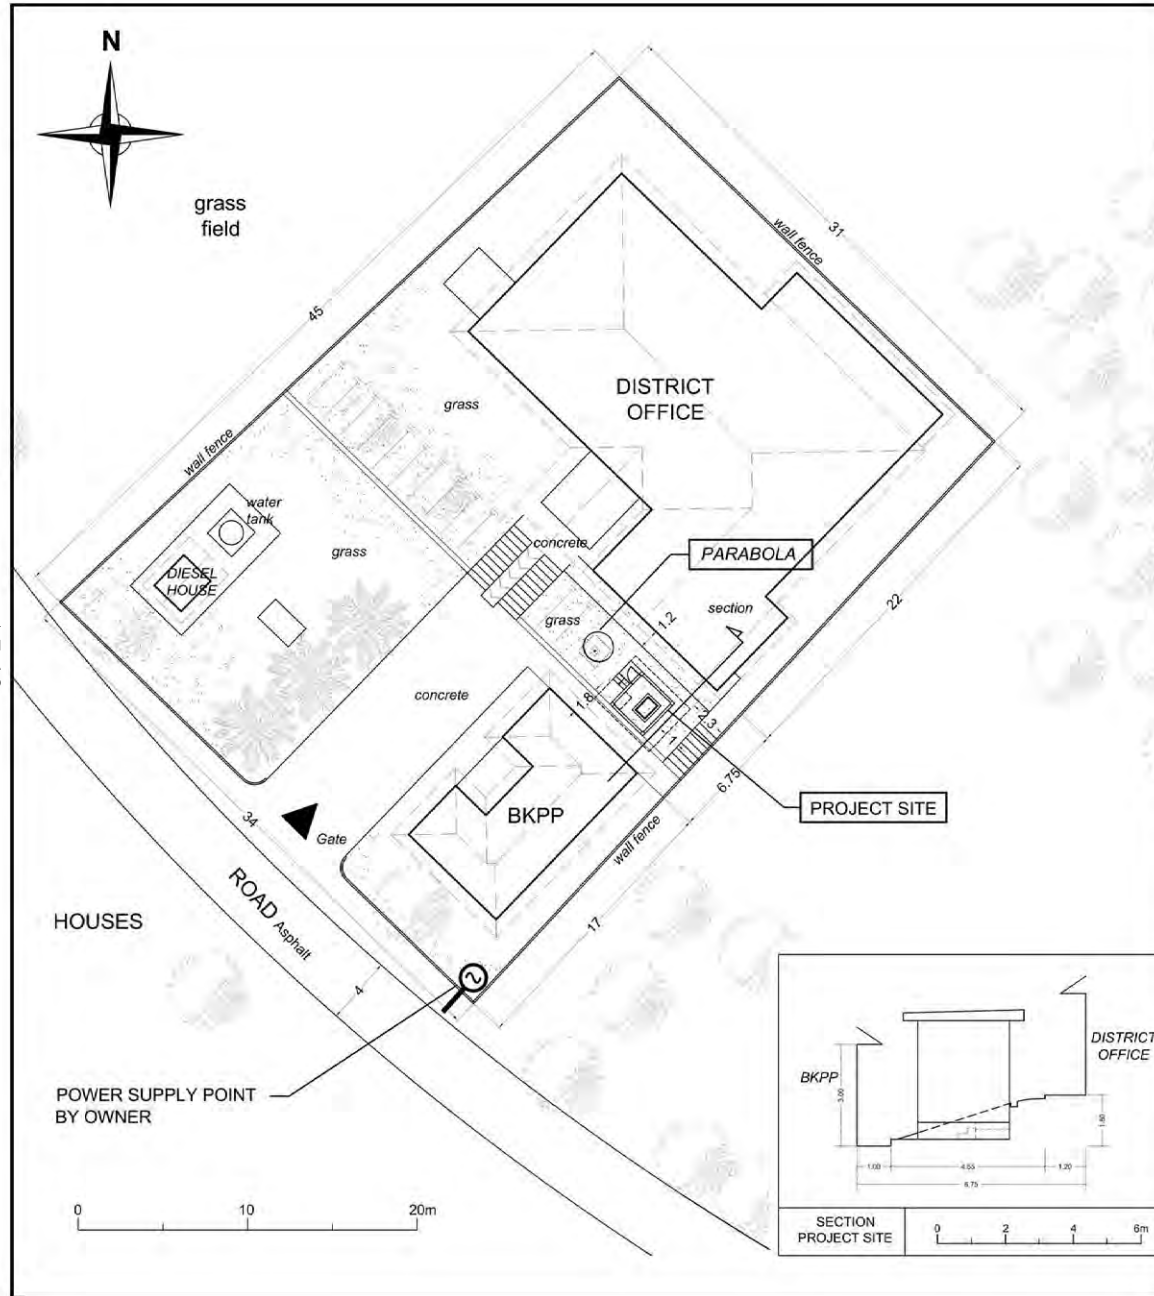 N
grass
field
31
wall fence
45
DISTRICT
OFFICE
grass
wall fence
water
tank
concrete
grass
PARABOLA
DIESEL
HOUSE
section
22
grass
1.2
concrete
1.8
2.3
1
6.75
PROJECT SITE
BKPP
34
Gate
wall fence
ROAD Asphalt
HOUSES
17
4
POWER SUPPLY POINT
BY OWNER
0 10 20m
BKPP
DISTRICT
OFFICE
3.00
1.60
1.00 4.55 1.20
6.75
SECTION
PROJECT SITE
0 2 4 6m